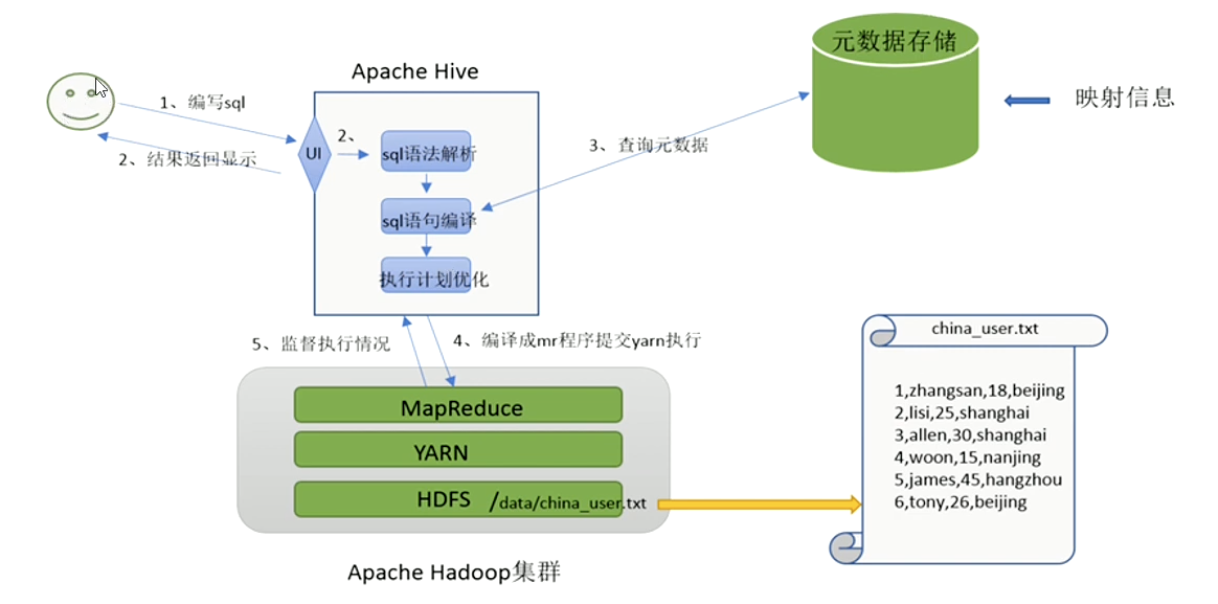 元数据存储
Apache Hive
映射信息
1、编写sql
2、
UI
sql语法解析
3、查询元数据
2、结果返回显示
sql语句编译
执行计划优化
china_user.txt
5、监督执行情况
4、编译成mr程序提交yarn执行
1,zhangsan,18,beijing
2,lisi,25,shanghai
3,allen,30,shanghai
4,woon,15,nanjing
5,james,45,hangzhou
6,tony,26,beijing
MapReduce
YARN
HDFS /data/china_user.txt
Apache Hadoop集群